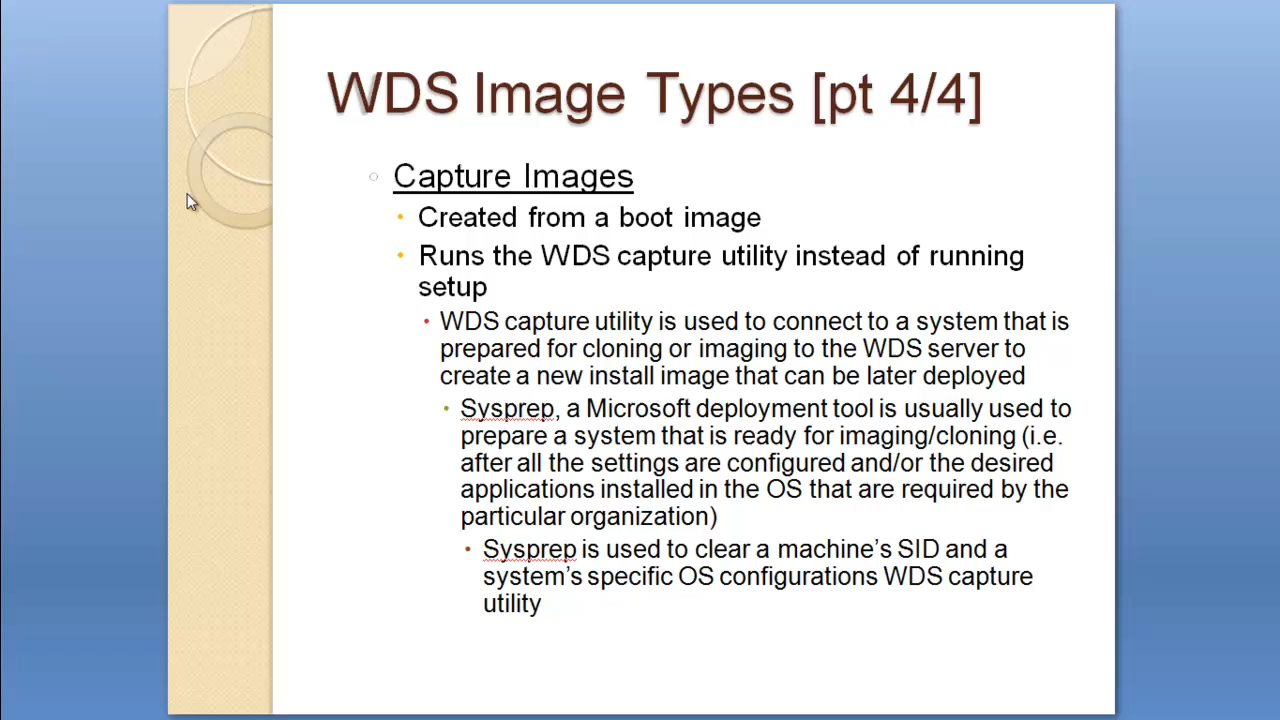 WDS Image Types [pt 4/4]
Capture Images
Created from a boot image
Runs the WDS capture utility instead of running
setup
WDS capture utility is used to connect to a system that is
prepared for cloning or imaging to the WDS server to
create a new install image that can be later deployed
Sysprep, a Microsoft deployment tool is usually used to
prepare a system that is ready for imaging/cloning (i.e.
after all the settings are configured and/or the desired
applications installed in the OS that are required by the
particular organization)
Sysprep is used to clear a machine’s SID and a
system’s specific OS configurations WDS capture
utility